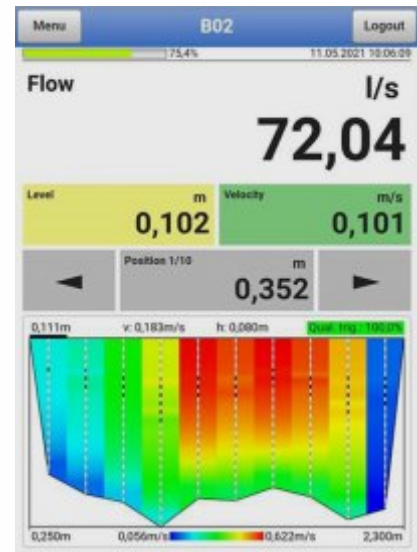 Menu B02 Logout
75,4% 11.05.2021 10:06:09
Flow l/s
72,04
Level m Velocity m/s
0,102 0,101
Position 1/10 m
0,352
0,111m v: 0,183m/s h: 0,080m Qual. trig.: 100,0%
0,250m 0,056m/s 0,622m/s 2,300m